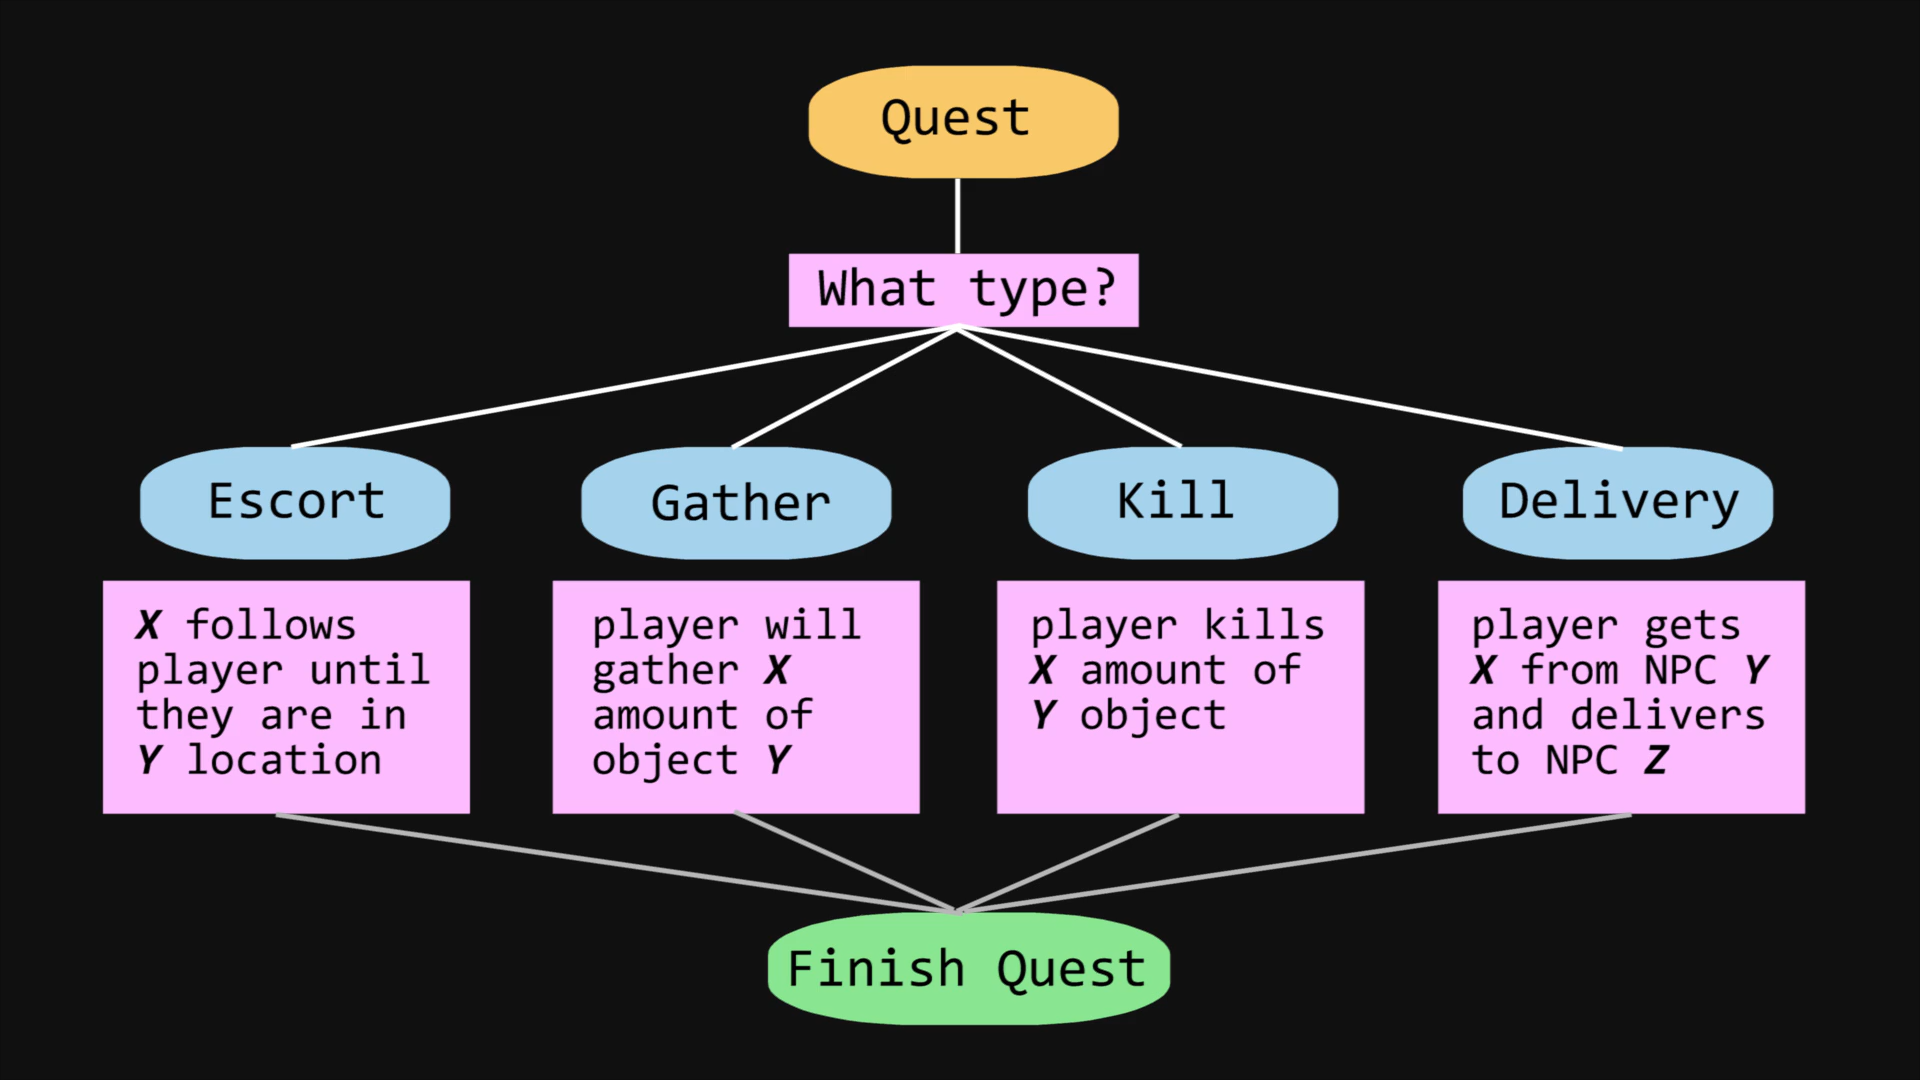 Quest
What type?
Escort
X follows
player until
they are in
Y location
Gather
player will
gather X
amount of
object Y
Kill
player kills
X amount of
Y object
Delivery
player gets
X from NPC Y
and delivers
to NPC Z
Finish Quest